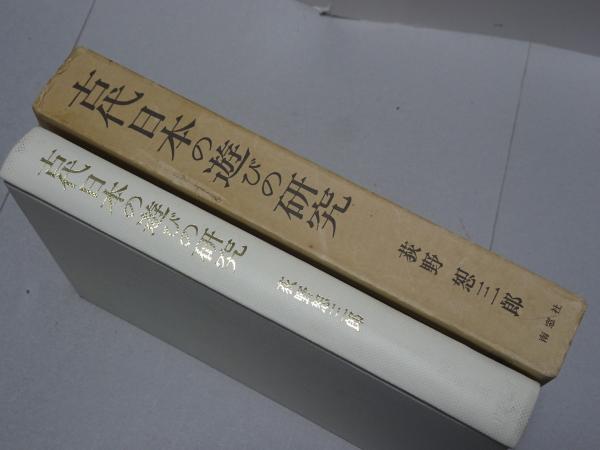 古代日本の遊びの研究
荻野 恕三郎
南窓社
古代日本の遊びの研究
荻野恕三郎